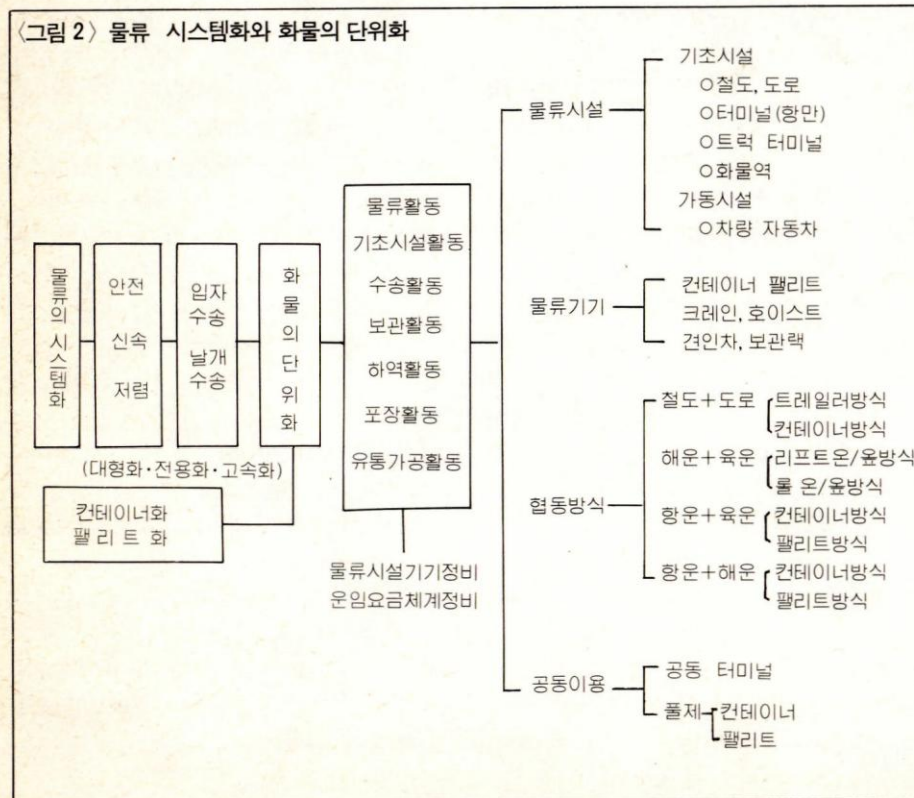 〈그림 2〉 물류 시스템화와 화물의 단위화
물류의 시스템화
안전
신속
저렴
입자
수송
낱개
수송
화물의 단위화
(대형화·전용화·고속화)
컨테이너화
팰리트화
물류활동
기초시설활동
수송활동
보관활동
하역활동
포장활동
유통가공활동
물류시설기기정비
운임요금체계정비
물류시설
기초시설
○철도, 도로
○터미널(항만)
○트럭 터미널
○화물역
가동시설
○차량 자동차
물류기기
컨테이너 팰리트
크레인, 호이스트
견인차, 보관랙
협동방식
철도+도로 트레일러방식
컨테이너방식
해운+육운 리프트온/옾방식
롤 온/옾방식
항운+육운 컨테이너방식
팰리트방식
항운+해운 컨테이너방식
팰리트방식
공동이용
공동 터미널
풀제 컨테이너
팰리트